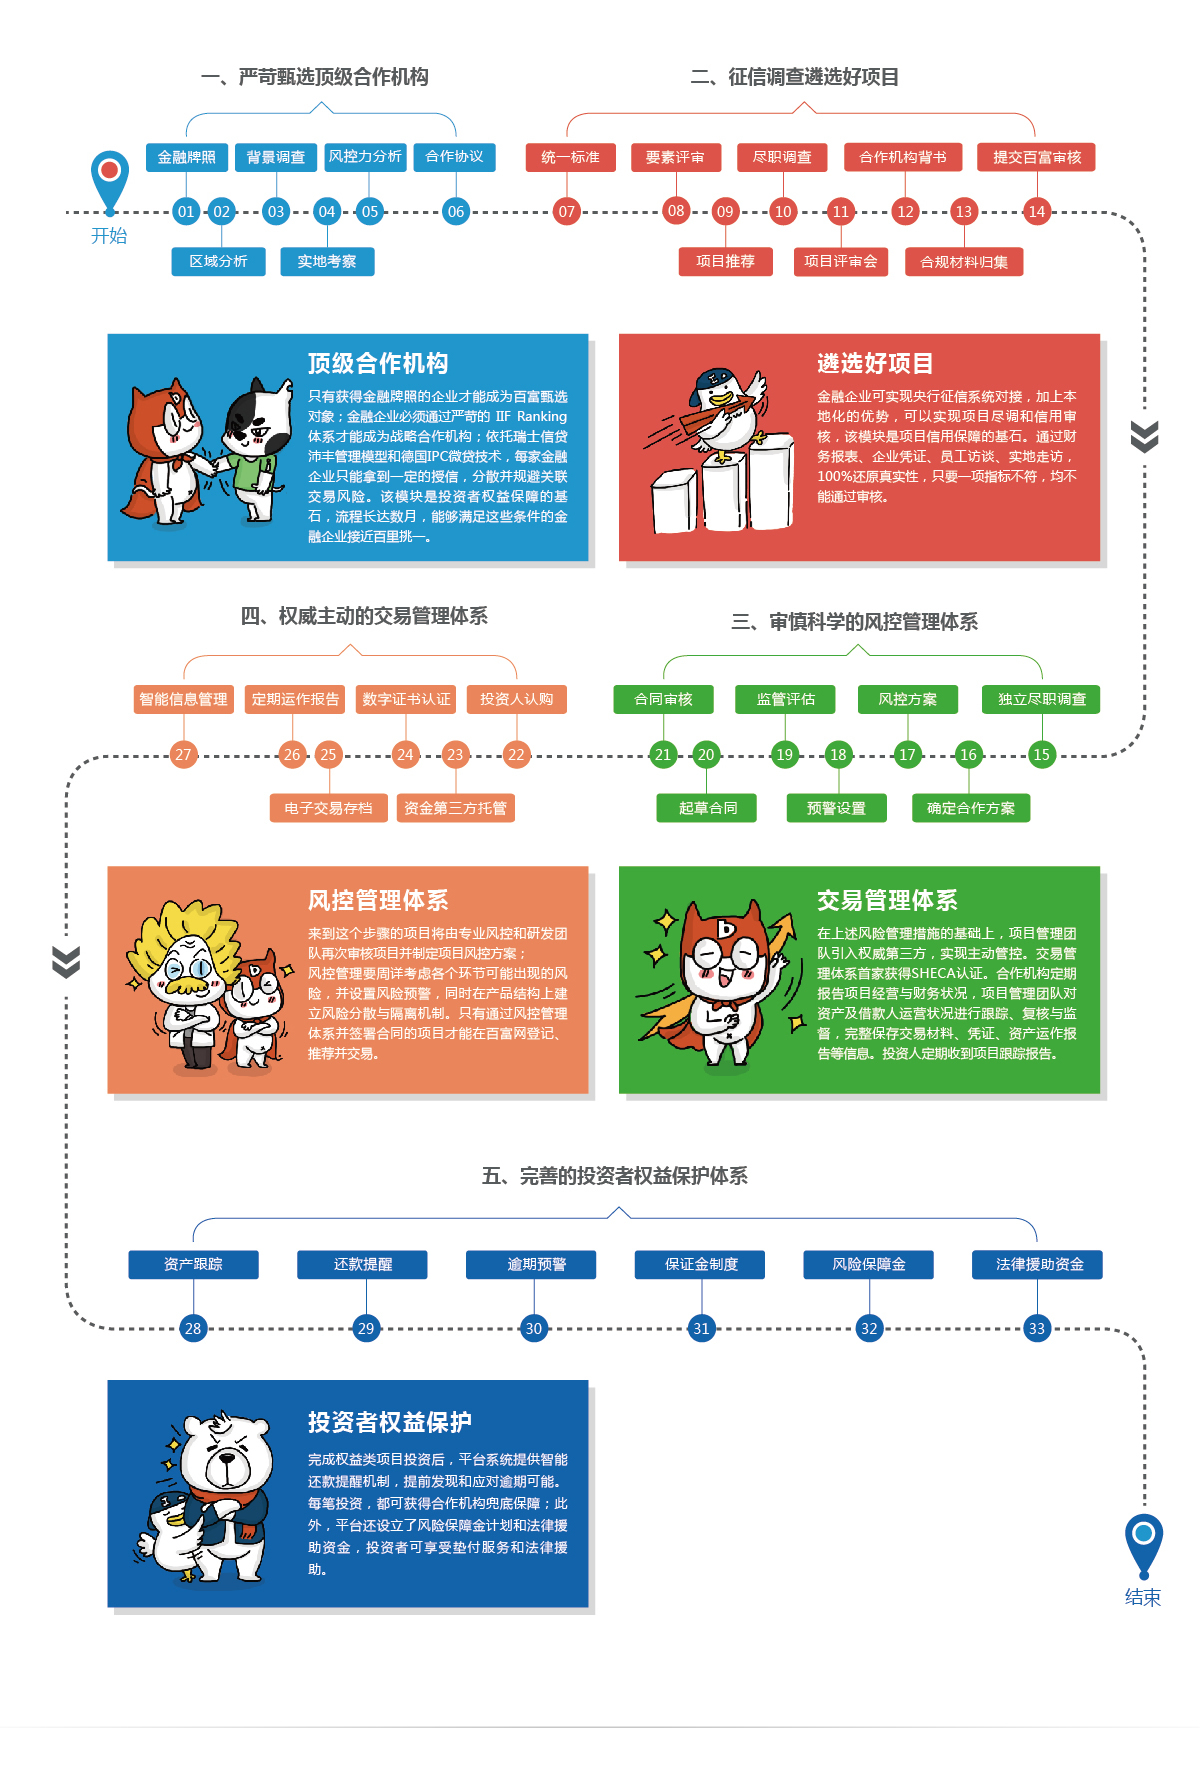 一、严苛甄选顶级合作机构
二、征信调查遴选好项目
金融牌照
背景调查
风控力分析
合作协议
统一标准
要素评审
尽职调查
合作机构背书
提交百富审核
01
02
03
04
05
06
07
08
09
10
11
12
13
14
开始
区域分析
实地考察
项目推荐
项目评审会
合规材料归集
顶级合作机构
只有获得金融牌照的企业才能成为百富甄选
对象；金融企业必须通过严苛的 IIF Ranking
体系才能成为战略合作机构；依托瑞士信贷
沛丰管理模型和德国IPC微贷技术，每家金融
企业只能拿到一定的授信，分散并规避关联
交易风险。该模块是投资者权益保障的基
石，流程长达数月，能够满足这些条件的金
融企业接近百里挑一。
遴选好项目
金融企业可实现央行征信系统对接，加上本
地化的优势，可以实现项目尽调和信用审
核，该模块是项目信用保障的基石。通过财
务报表、企业凭证、员工访谈、实地走访，
100%还原真实性，只要一项指标不符，均不
能通过审核。
四、权威主动的交易管理体系
三、审慎科学的风控管理体系
智能信息管理
定期运作报告
数字证书认证
投资人认购
合同审核
监管评估
风控方案
独立尽职调查
27
26
25
24
23
22
21
20
19
18
17
16
15
电子交易存档
资金第三方托管
起草合同
预警设置
确定合作方案
风控管理体系
来到这个步骤的项目将由专业风控和研发团
队再次审核项目并制定项目风控方案；
风控管理要周详考虑各个环节可能出现的风
险，并设置风险预警，同时在产品结构上建
立风险分散与隔离机制。只有通过风控管理
体系并签署合同的项目才能在百富网登记、
推荐并交易。
交易管理体系
在上述风险管理措施的基础上，项目管理团
队引入权威第三方，实现主动管控。交易管
理体系首家获得SHECA认证。合作机构定期
报告项目经营与财务状况，项目管理团队对
资产及借款人运营状况进行跟踪、复核与监
督，完整保存交易材料、凭证、资产运作报
告等信息。投资人定期收到项目跟踪报告。
五、完善的投资者权益保护体系
资产跟踪
还款提醒
逾期预警
保证金制度
风险保障金
法律援助资金
28
29
30
31
32
33
投资者权益保护
完成权益类项目投资后，平台系统提供智能
还款提醒机制，提前发现和应对逾期可能。
每笔投资，都可获得合作机构兜底保障；此
外，平台还设立了风险保障金计划和法律援
助资金，投资者可享受垫付服务和法律援
助。
结束